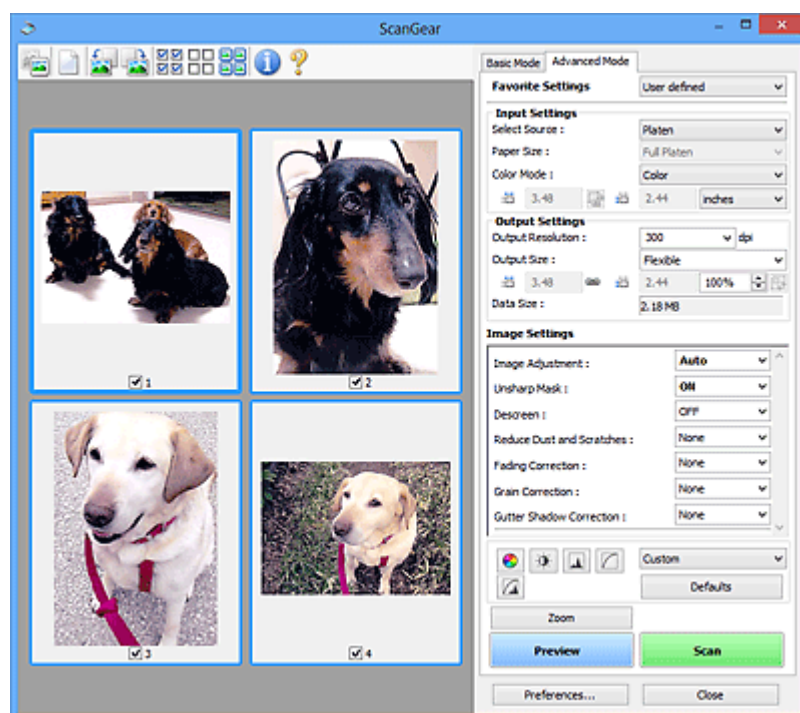 ScanGear
Basic Mode Advanced Mode
Favorite Settings User defined
Input Settings
Select Source : Platen
Paper Size : Full Platen
Color Mode : Color
3.48 2.44 inches
Output Settings
Output Resolution : 300 dpi
Output Size : Flexible
3.48 2.44 100%
Data Size : 2.18 MB
Image Settings
Image Adjustment : Auto
Unsharp Mask : ON
Descreen : OFF
Reduce Dust and Scratches : None
Fading Correction : None
Grain Correction : None
Gutter Shadow Correction : None
Custom
Defaults
Zoom
Preview Scan
Preferences... Close
1
2
3
4